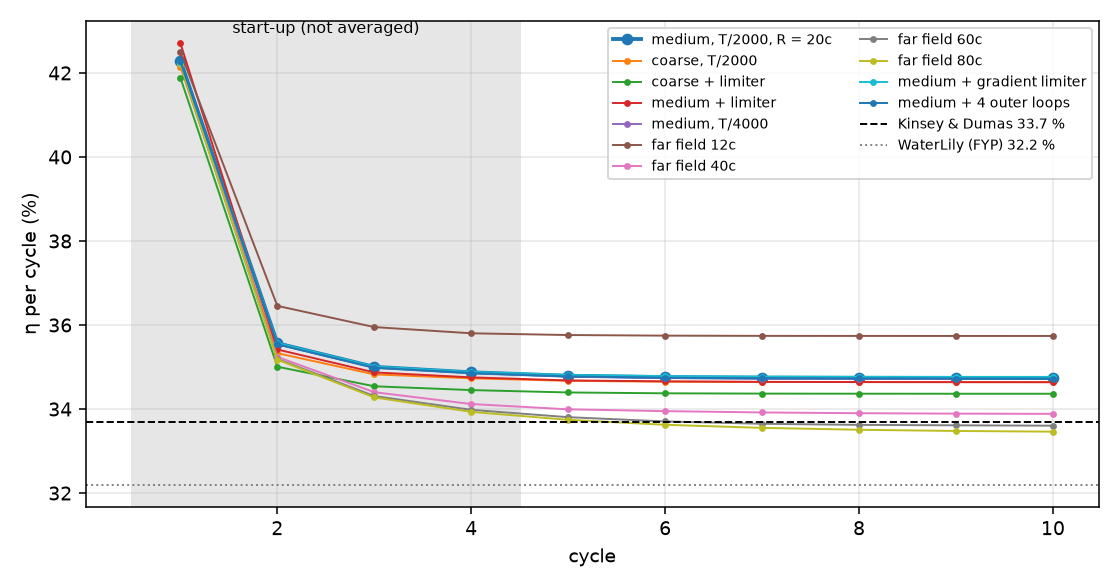 start-up (not averaged)
medium, T/2000, R = 20c
coarse, T/2000
coarse + limiter
medium + limiter
medium, T/4000
far field 12c
far field 40c
far field 60c
far field 80c
medium + gradient limiter
medium + 4 outer loops
Kinsey & Dumas 33.7 %
WaterLily (FYP) 32.2 %
η per cycle (%)
42
40
38
36
34
32
2
4
6
8
10
cycle